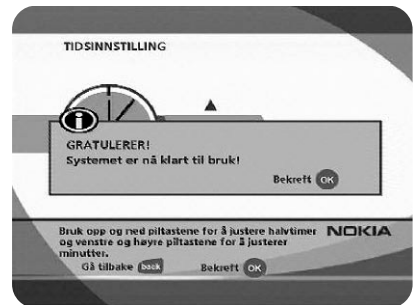 TIDSINNSTILLING
GRATULERER!
Systemet er nå klart til bruk!
Bekreft OK
Bruk opp og ned piltastene for å justere halvtimer
og venstre og høyre piltastene for å justerer
minutter.
NOKIA
Gå tilbake back Bekreft OK